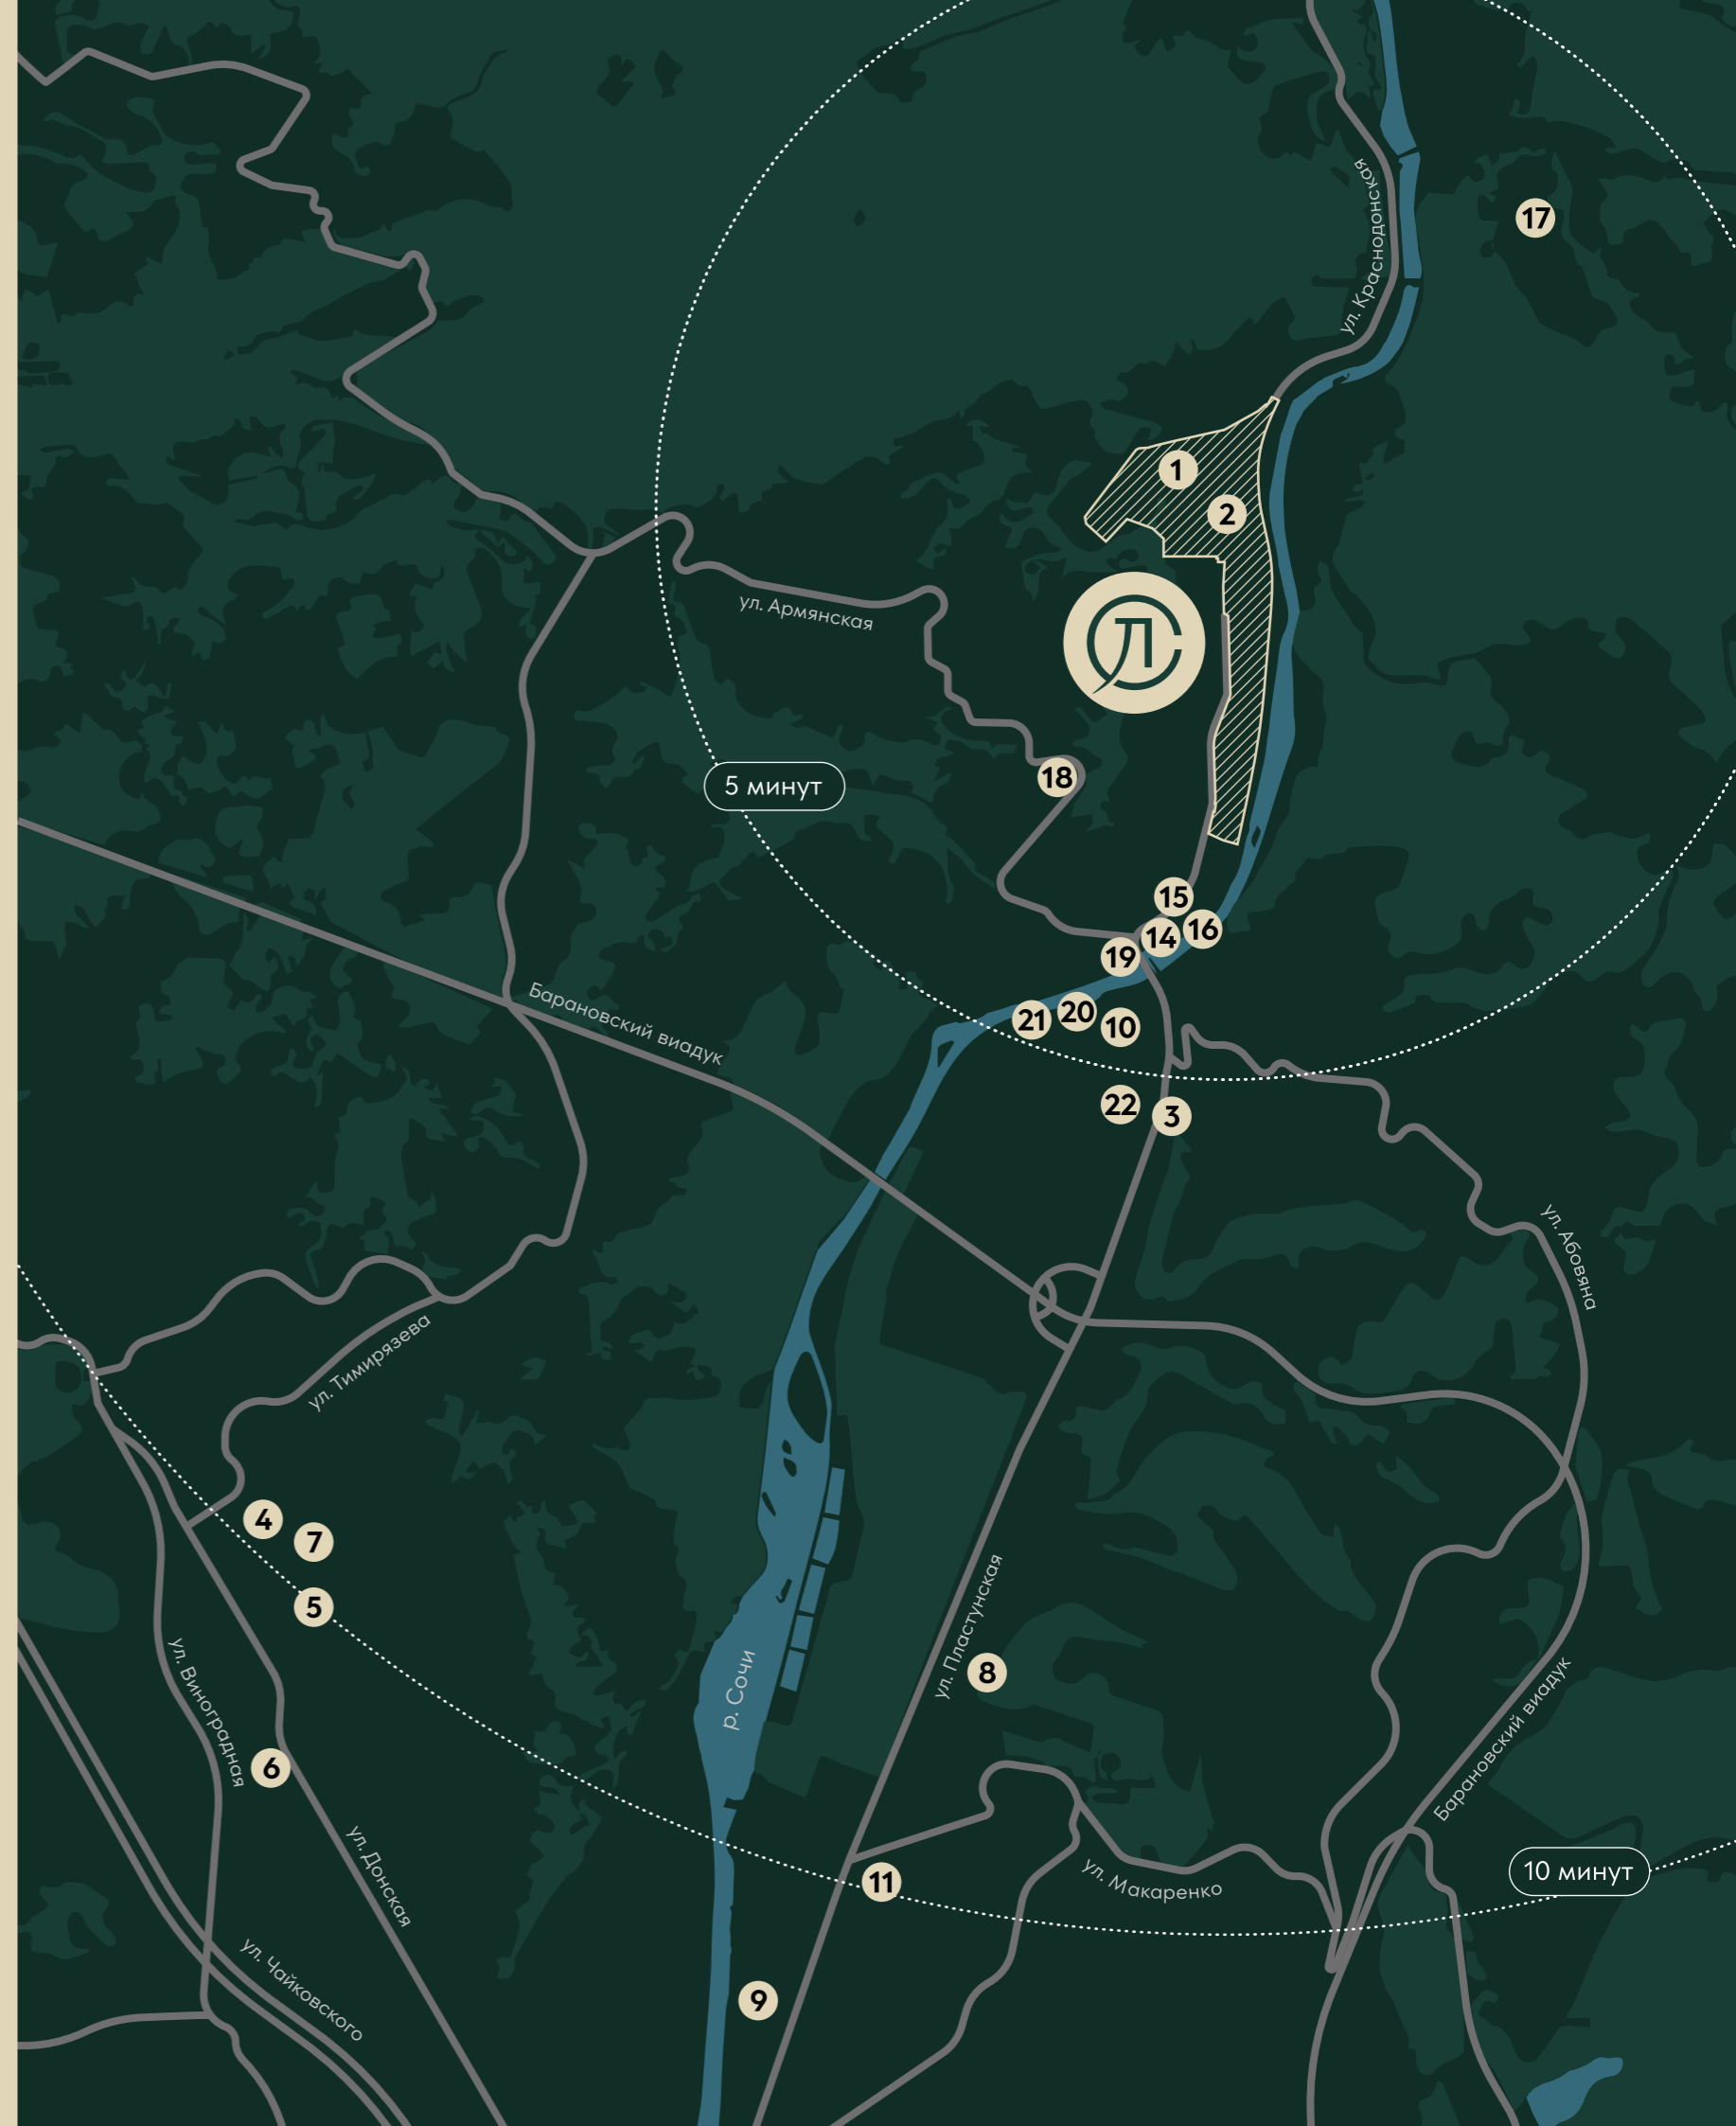 ул. Краснодонская
17
1
2
ул. Армянская
СЛ
5 минут
18
15
16
14
19
20
21
10
Барановский виадук
22
3
ул. Абовяна
ул. Тимирязева
4
7
5
ул. Пластунская
8
р. Сочи
ул. Виноградная
6
Барановский виадук
ул. Донская
10 минут
11
ул. Макаренко
ул. Чайковского
9